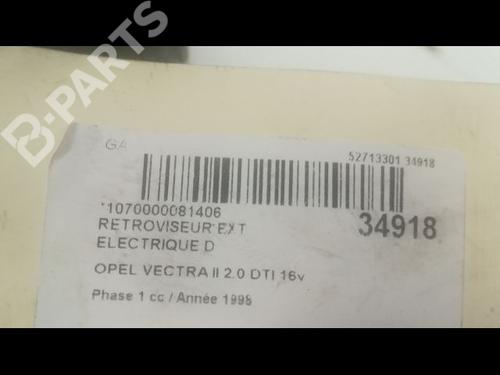 B-PARTS
GA
52713301 34918
*1070000081406
34918
RETROVISEUR EXT
ELECTRIQUE D
OPEL VECTRA II 2.0 DTI 16v
Phase 1 cc / Année 1998